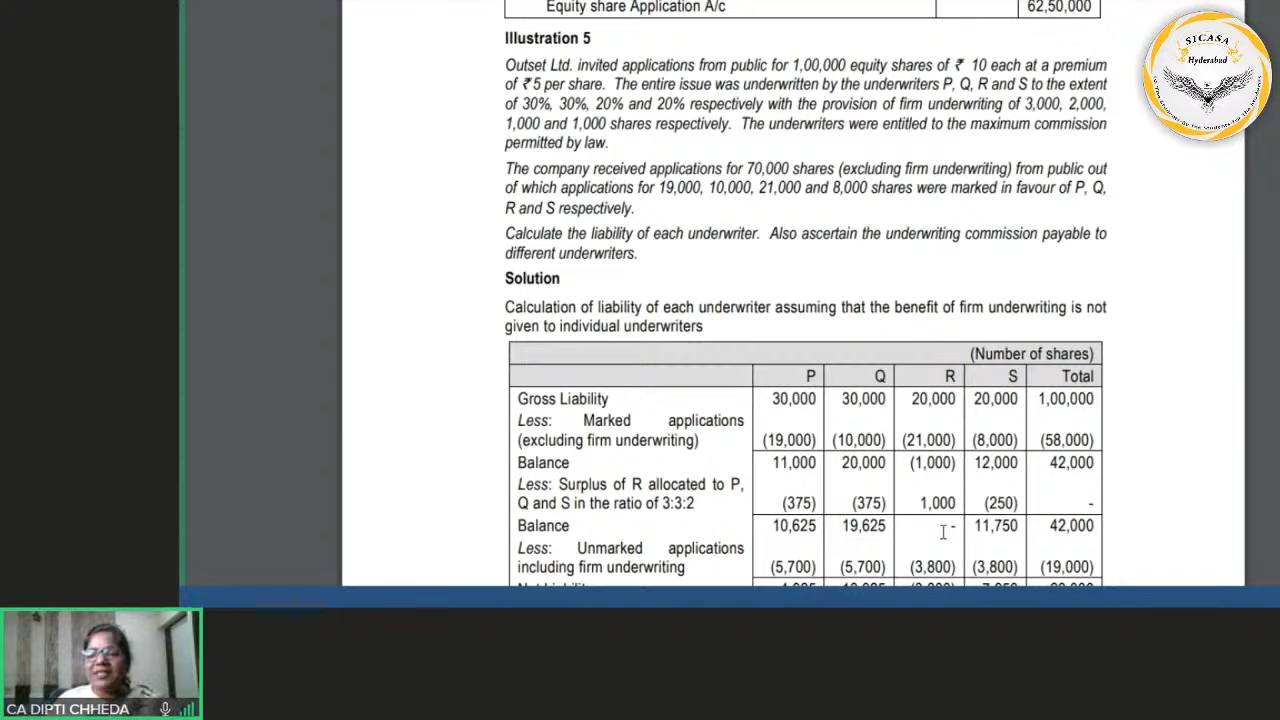 Equity share Application A/c 62,50,000
Illustration 5
Outset Ltd. invited applications from public for 1,00,000 equity shares of ₹ 10 each at a premium
of ₹ 5 per share. The entire issue was underwritten by the underwriters P, Q, R and S to the extent
of 30%, 30%, 20% and 20% respectively with the provision of firm underwriting of 3,000, 2,000,
1,000 and 1,000 shares respectively. The underwriters were entitled to the maximum commission
permitted by law.
The company received applications for 70,000 shares (excluding firm underwriting) from public out
of which applications for 19,000, 10,000, 21,000 and 8,000 shares were marked in favour of P, Q,
R and S respectively.
Calculate the liability of each underwriter. Also ascertain the underwriting commission payable to
different underwriters.
Solution
Calculation of liability of each underwriter assuming that the benefit of firm underwriting is not
given to individual underwriters
(Number of shares)
P Q R S Total
Gross Liability 30,000 30,000 20,000 20,000 1,00,000
Less: Marked applications
(excluding firm underwriting) (19,000) (10,000) (21,000) (8,000) (58,000)
Balance 11,000 20,000 (1,000) 12,000 42,000
Less: Surplus of R allocated to P,
Q and S in the ratio of 3:3:2 (375) (375) 1,000 (250) -
Balance 10,625 19,625 - 11,750 42,000
Less: Unmarked applications
including firm underwriting (5,700) (5,700) (3,800) (3,800) (19,000)
SICASA
Hyderabad
CA DIPTI CHHEDA